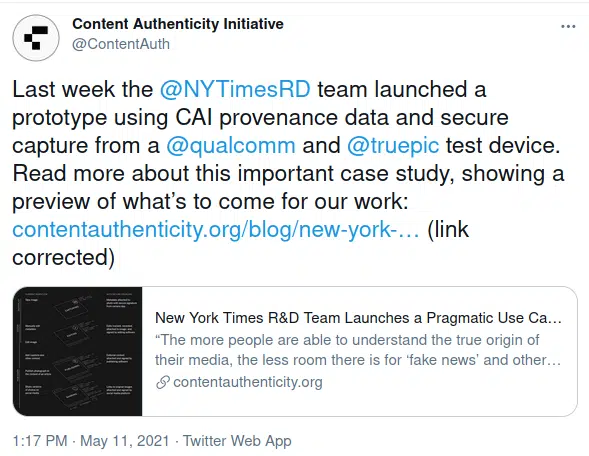 Content Authenticity Initiative
@ContentAuth
Last week the @NYTimesRD team launched a
prototype using CAI provenance data and secure
capture from a @qualcomm and @truepic test device.
Read more about this important case study, showing a
preview of what’s to come for our work:
contentauthenticity.org/blog/new-york-… (link
corrected)
New York Times R&D Team Launches a Pragmatic Use Ca…
“The more people are able to understand the true origin of
their media, the less room there is for ‘fake news’ and other…
contentauthenticity.org
1:17 PM · May 11, 2021 · Twitter Web App